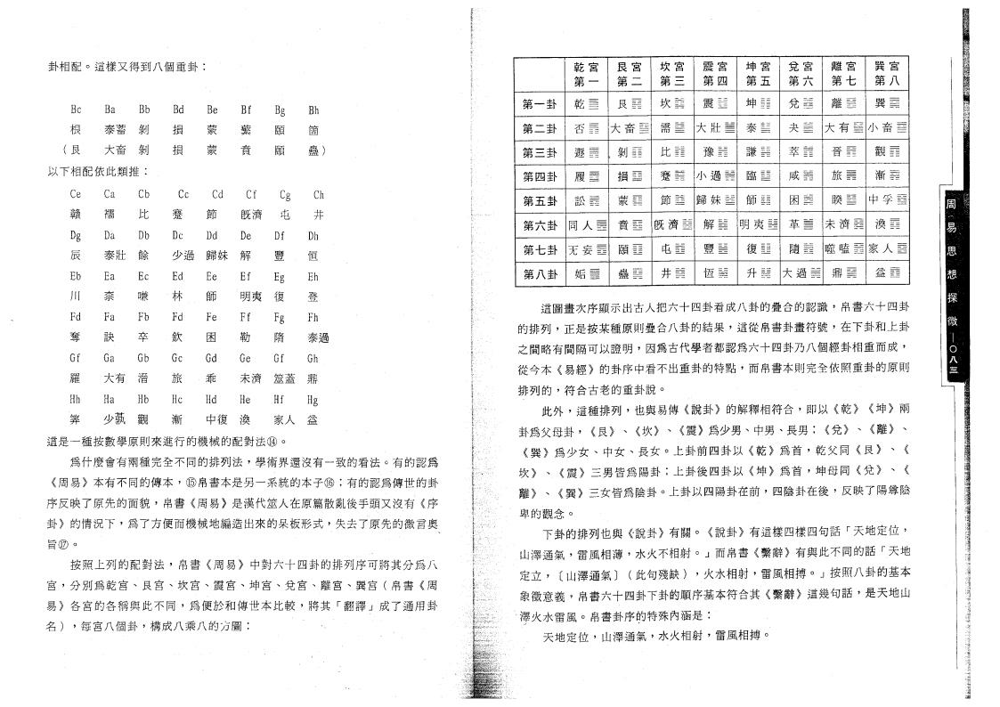 卦相配。這樣又得到八個重卦：
Bc Ba Bb Bd Be Bf Bg Bh
根 泰蓄 剝 損 蒙 蘩 頤 箇
（艮 大畜 剝 損 蒙 賁 頤 蠱）
以下相配依此類推：
Ce Ca Cb Cc Cd Cf Cg Ch
贛 襦 比 蹇 節 旣濟 屯 井
Dg Da Db Dc Dd De Df Dh
辰 泰壯 餘 少過 歸妹 解 豐 恒
Eb Ea Ec Ed Ee Ef Eg Eh
川 奈 嗛 林 師 明夷 復 登
Fd Fa Fb Fd Fe Ff Fg Fh
奪 訣 卒 欽 困 勒 隋 泰過
Gf Ga Gb Gc Gd Ge Gf Gh
羅 大有 溍 旅 乖 未濟 筮蓋 鼎
Hh Ha Hb Hc Hd He Hf Hg
筭 少𦯃 觀 漸 中復 渙 家人 益
這是一種按數學原則來進行的機械的配對法⑭。
爲什麼會有兩種完全不同的排列法，學術界還沒有一致的看法。有的認爲
《周易》本有不同的傳本，⑮帛書本是另一系統的本子⑯；有的認爲傳世的卦
序反映了原先的面貌，帛書《周易》是漢代筮人在原篇散亂後手頭又沒有《序
卦》的情況下，爲了方便而機械地編造出來的呆板形式，失去了原先的微言奧
旨⑰。
按照上列的配對法，帛書《周易》中對六十四卦的排列序可將其分爲八
宮，分別爲乾宮、艮宮、坎宮、震宮、坤宮、兌宮、離宮、巽宮（帛書《周
易》各宮的各稱與此不同，爲便於和傳世本比較，將其「翻譯」成了通用卦
名），每宮八個卦，構成八乘八的方圖：
乾宮 艮宮 坎宮 震宮 坤宮 兌宮 離宮 巽宮
第一 第二 第三 第四 第五 第六 第七 第八
第一卦 乾䷀ 艮䷳ 坎䷜ 震䷲ 坤䷁ 兌䷹ 離䷝ 巽䷸
第二卦 否䷋ 大畜䷙ 需䷄ 大壯䷡ 泰䷊ 夬䷪ 大有䷍ 小畜䷈
第三卦 遯䷠ 剝䷖ 比䷇ 豫䷏ 謙䷎ 萃䷬ 晉䷢ 觀䷓
第四卦 履䷉ 損䷨ 蹇䷦ 小過䷽ 臨䷒ 咸䷞ 旅䷷ 漸䷴
第五卦 訟䷅ 蒙䷃ 節䷻ 歸妹䷵ 師䷆ 困䷮ 睽䷥ 中孚䷼
第六卦 同人䷌ 賁䷕ 旣濟䷾ 解䷧ 明夷䷣ 革䷰ 未濟䷿ 渙䷺
第七卦 无妄䷘ 頤䷚ 屯䷂ 豐䷶ 復䷗ 隨䷐ 噬嗑䷔ 家人䷤
第八卦 姤䷫ 蠱䷑ 井䷯ 恆䷟ 升䷭ 大過䷛ 鼎䷱ 益䷩
這圖畫次序顯示出古人把六十四卦看成八卦的疊合的認識，帛書六十四卦
的排列，正是按某種原則疊合八卦的結果，這從帛書卦畫符號，在下卦和上卦
之間略有間隔可以證明，因爲古代學者都認爲六十四卦乃八個經卦相重而成，
從今本《易經》的卦序中看不出重卦的特點，而帛書本則完全依照重卦的原則
排列的，符合古老的重卦說。
此外，這種排列，也與易傳《說卦》的解釋相符合，即以《乾》《坤》兩
卦爲父母卦，《艮》、《坎》、《震》爲少男、中男、長男；《兌》、《離》、
《巽》爲少女、中女、長女。上卦前四卦以《乾》爲首，乾父同《艮》、《
坎》、《震》三男皆爲陽卦；上卦後四卦以《坤》爲首，坤母同《兌》、《
離》、《巽》三女皆爲陰卦。上卦以四陽卦在前，四陰卦在後，反映了陽尊陰
卑的觀念。
下卦的排列也與《說卦》有關。《說卦》有這樣四樣四句話「天地定位，
山澤通氣，雷風相薄，水火不相射。」而帛書《繫辭》有與此不同的話「天地
定立，〔山澤通氣〕（此句殘缺），火水相射，雷風相搏。」按照八卦的基本
象徵意義，帛書六十四卦下卦的順序基本符合其《繫辭》這幾句話，是天地山
澤火水雷風。帛書卦序的特殊內涵是：
天地定位，山澤通氣，水火相射，雷風相搏。
周易思想探微—〇八三